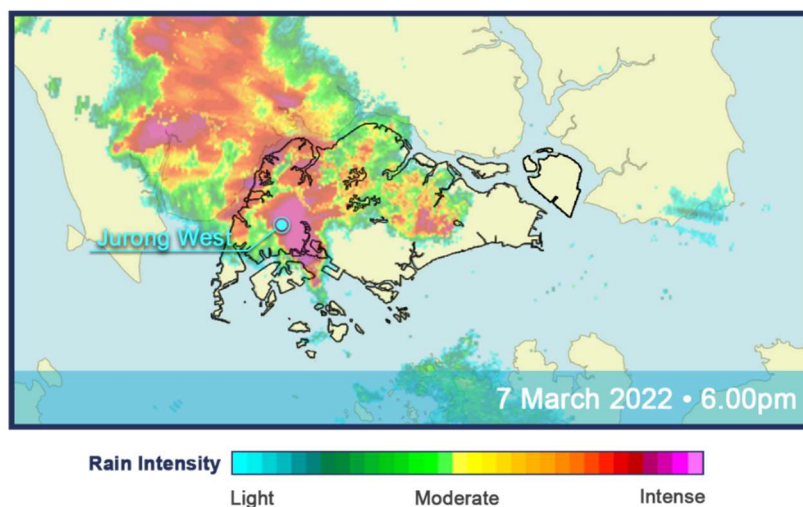 Jurong West
7 March 2022 • 6.00pm
Rain Intensity
Light Moderate Intense